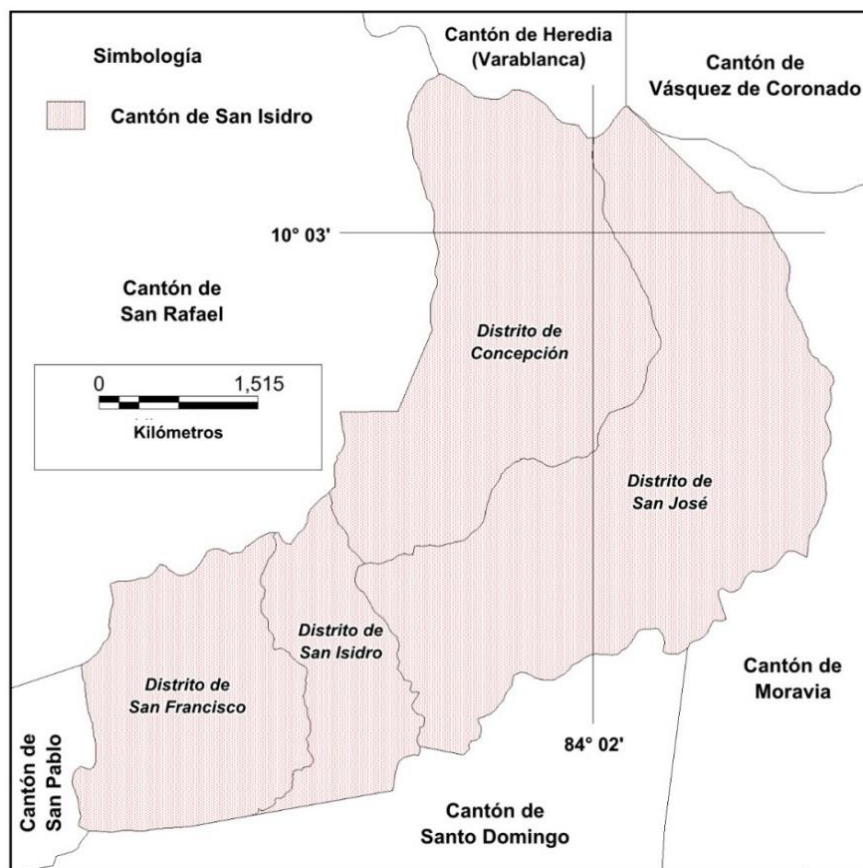 Simbología
Cantón de San Isidro
Cantón de Heredia
(Varablanca)
Cantón de
Vásquez de Coronado
10° 03'
Cantón de
San Rafael
Distrito de
Concepción
0 1,515
Kilómetros
Distrito de
San José
Distrito de
San Isidro
Distrito de
San Francisco
Cantón de
Moravia
84° 02'
Cantón de
San Pablo
Cantón de
Santo Domingo